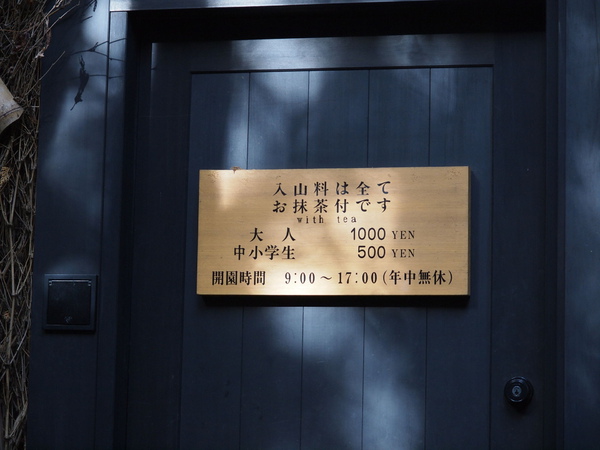 入山料は全て
お抹茶付です
with tea
大人 1000 YEN
中小学生 500 YEN
開園時間 9:00～17:00(年中無休)